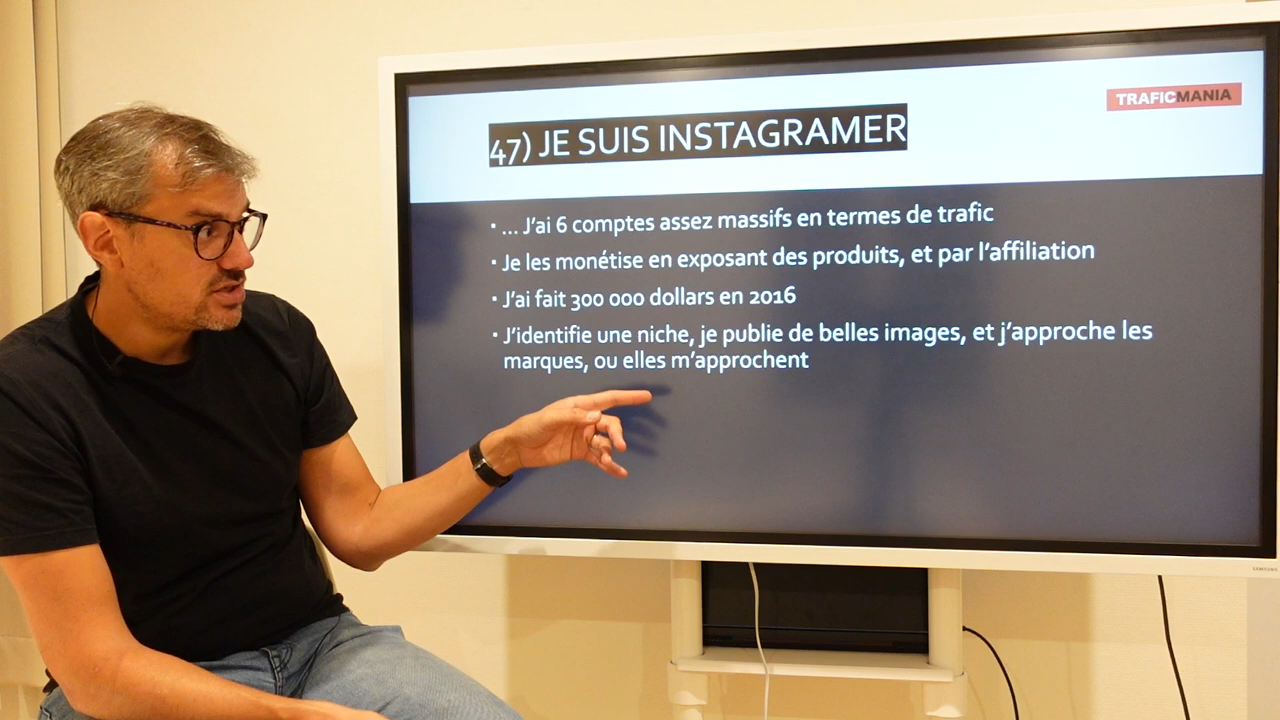 TRAFICMANIA
47) JE SUIS INSTAGRAMER
▪ ... J'ai 6 comptes assez massifs en termes de trafic
▪ Je les monétise en exposant des produits, et par l'affiliation
▪ J'ai fait 300 000 dollars en 2016
▪ J'identifie une niche, je publie de belles images, et j'approche les
marques, ou elles m'approchent
SAMSUNG